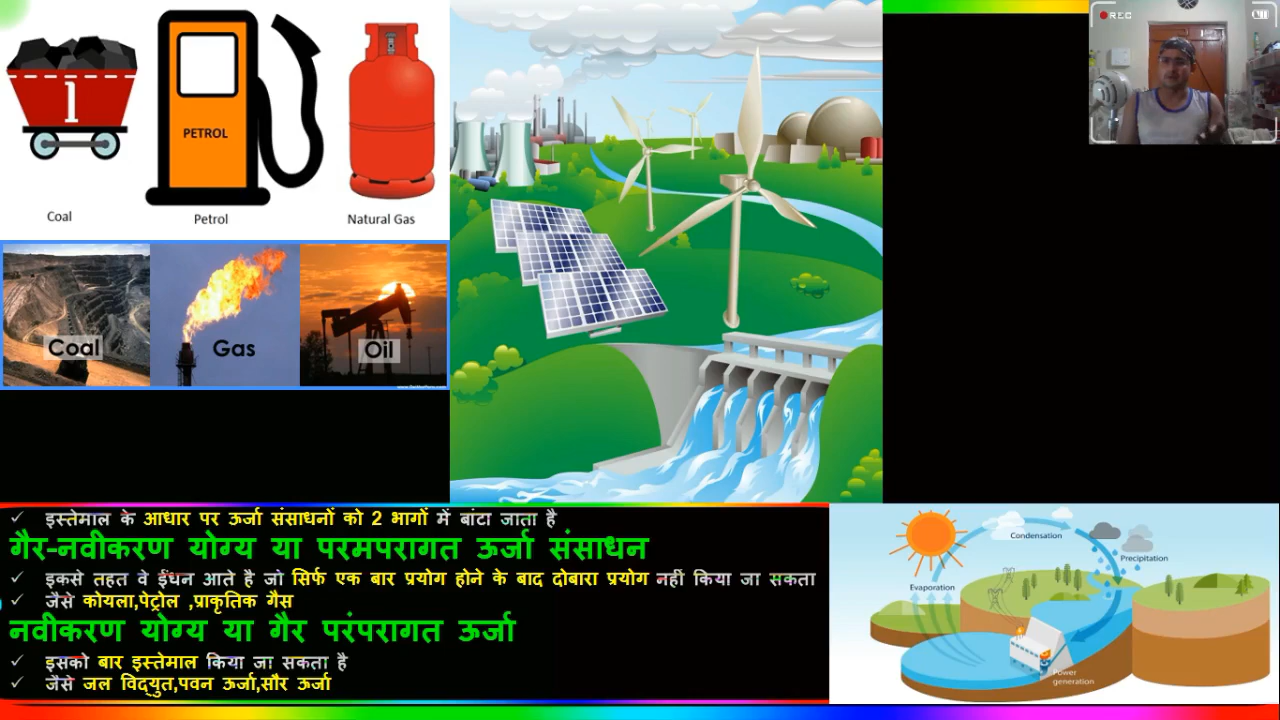 REC
1
PETROL
Coal
Petrol
Natural Gas
Coal
Gas
Oil
इस्तेमाल के आधार पर ऊर्जा संसाधनों को 2 भागों में बांटा जाता है
गैर-नवीकरण योग्य या परमपरागत ऊर्जा संसाधन
इकसे तहत वे ईंधन आते है जो सिर्फ एक बार प्रयोग होने के बाद दोबारा प्रयोग नहीं किया जा सकता
जैसे कोयला,पेट्रोल ,प्राकृतिक गैस
नवीकरण योग्य या गैर परंपरागत ऊर्जा
इसको बार इस्तेमाल किया जा सकता है
जैसे जल विद्युत,पवन ऊर्जा,सौर ऊर्जा
Condensation
Precipitation
Evaporation
Power
generation